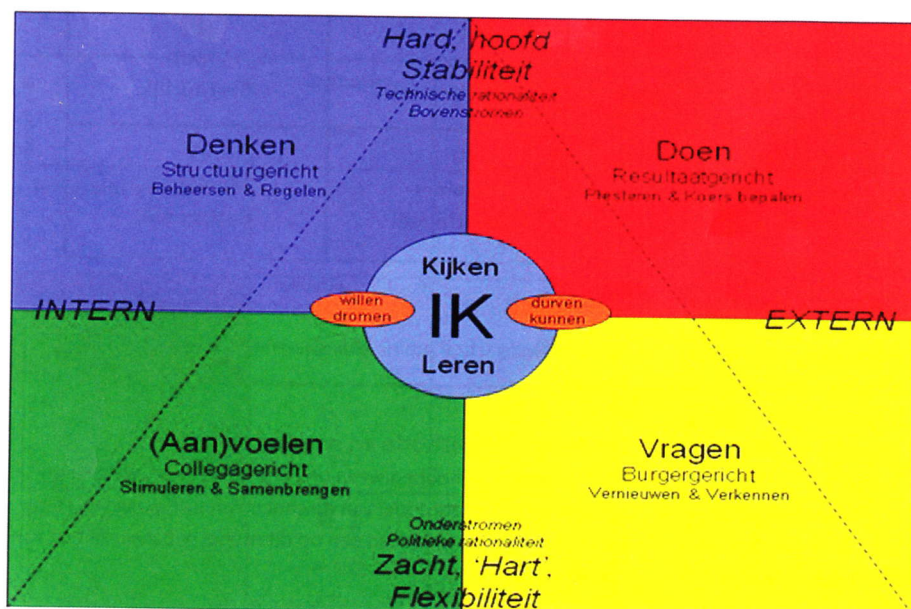 Hard, hoofd
Stabiliteit
Technische rationaliteit
Bovenstromen
Denken
Structuurgericht
Beheersen & Regelen
Doen
Resultaatgericht
Presteren & Koers bepalen
Kijken
willen
dromen
IK
durven
kunnen
Leren
INTERN
EXTERN
(Aan)voelen
Collegagericht
Stimuleren & Samenbrengen
Vragen
Burgergericht
Vernieuwen & Verkennen
Onderstromen
Politieke rationaliteit
Zacht, 'Hart',
Flexibiliteit